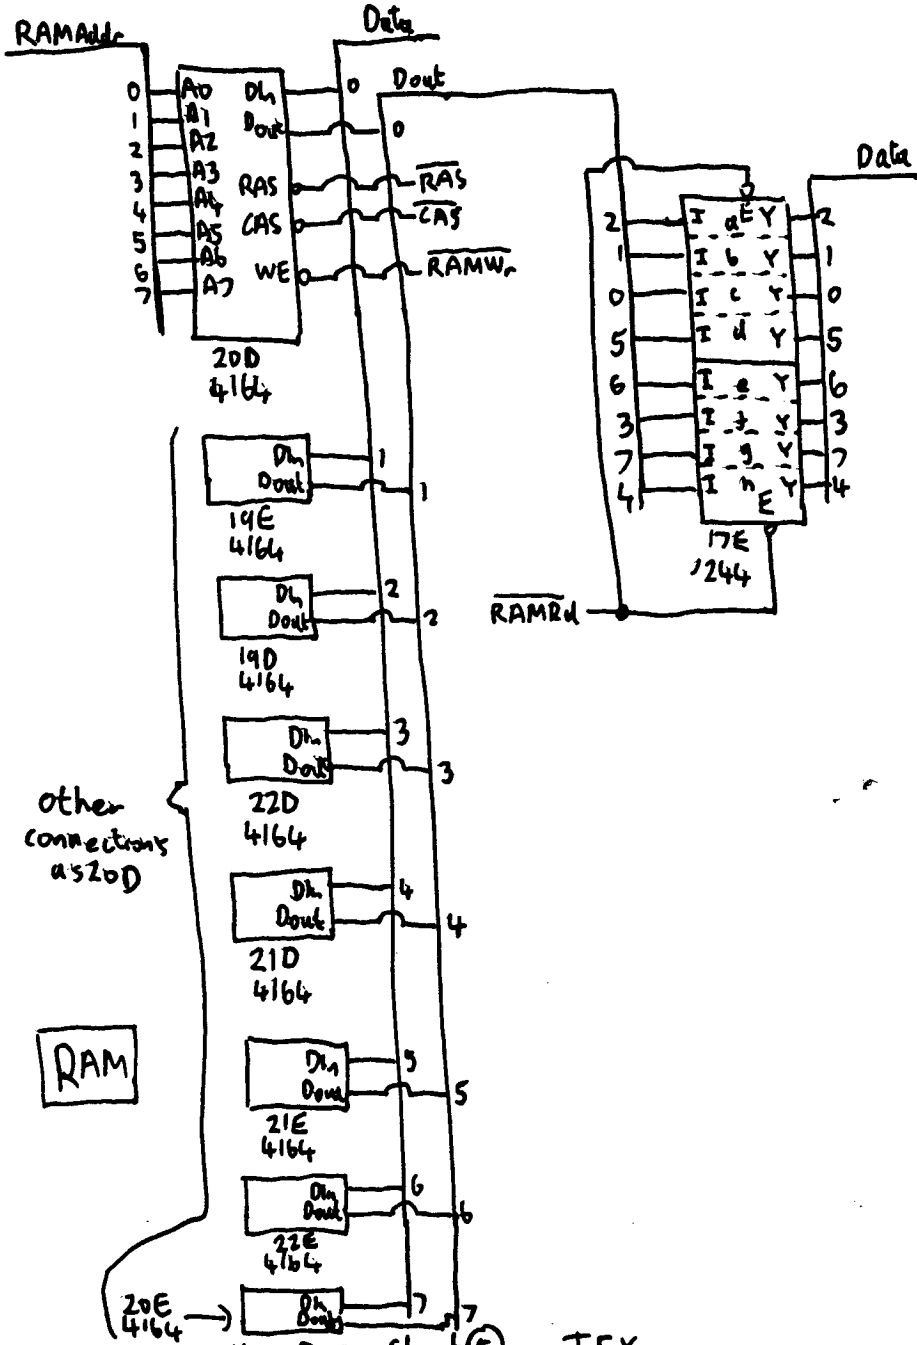 RAMAddr
Data
0 A0 Din 0
1 A1 Dout 0
2 A2
3 A3 RAS RAS
4 A4
5 A5 CAS CAS
6 A6
7 A7 WE RAMWr
20D
4164
Dout
Data
2 I a E Y 2
1 I b Y 1
0 I c Y 0
5 I d Y 5
6 I e Y 6
3 I f Y 3
7 I g Y 7
4 I h Y 4
E
17E
'244
RAMRd
Din 1
Dout 1
19E
4164
Din 2
Dout 2
19D
4164
Din 3
Dout 3
22D
4164
other
connections
as 20D
Din 4
Dout 4
21D
4164
RAM
Din 5
Dout 5
21E
4164
Din 6
Dout 6
22E
4164
20E
4164
Din 7
Dout 7